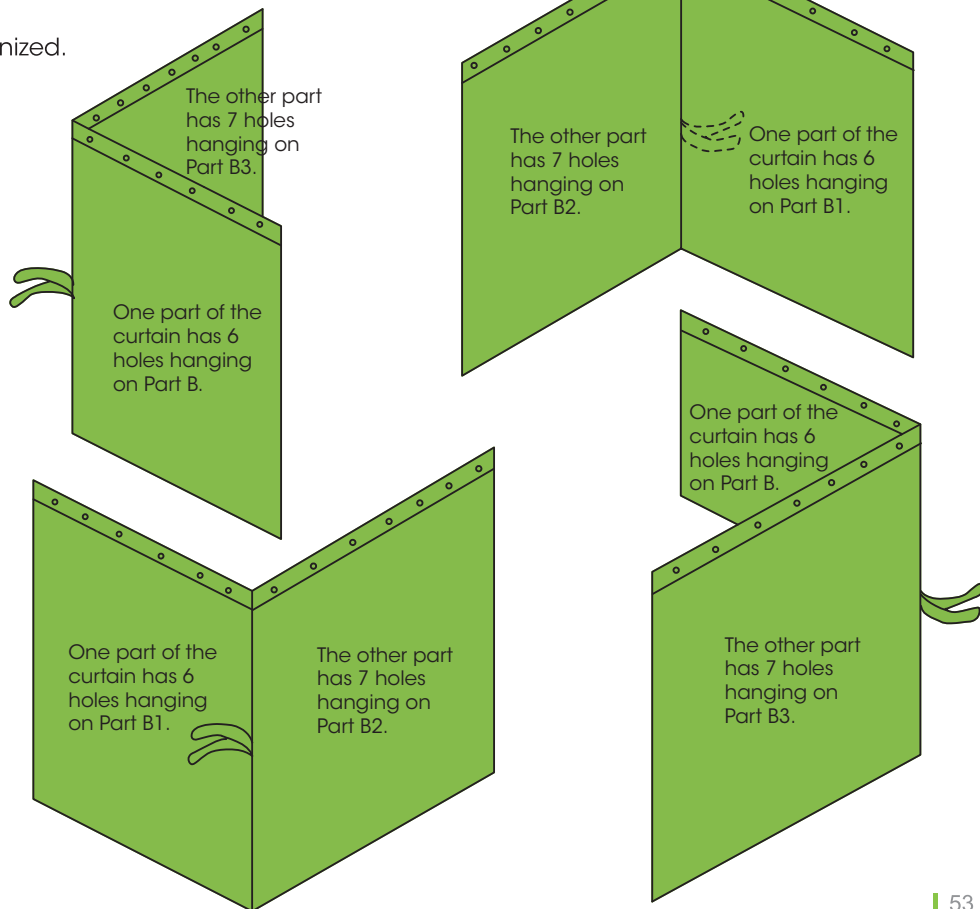 nized.
The other part
has 7 holes
hanging on
Part B3.
One part of the
curtain has 6
holes hanging
on Part B.
The other part
has 7 holes
hanging on
Part B2.
One part of the
curtain has 6
holes hanging
on Part B1.
One part of the
curtain has 6
holes hanging
on Part B.
The other part
has 7 holes
hanging on
Part B3.
One part of the
curtain has 6
holes hanging
on Part B1.
The other part
has 7 holes
hanging on
Part B2.
53